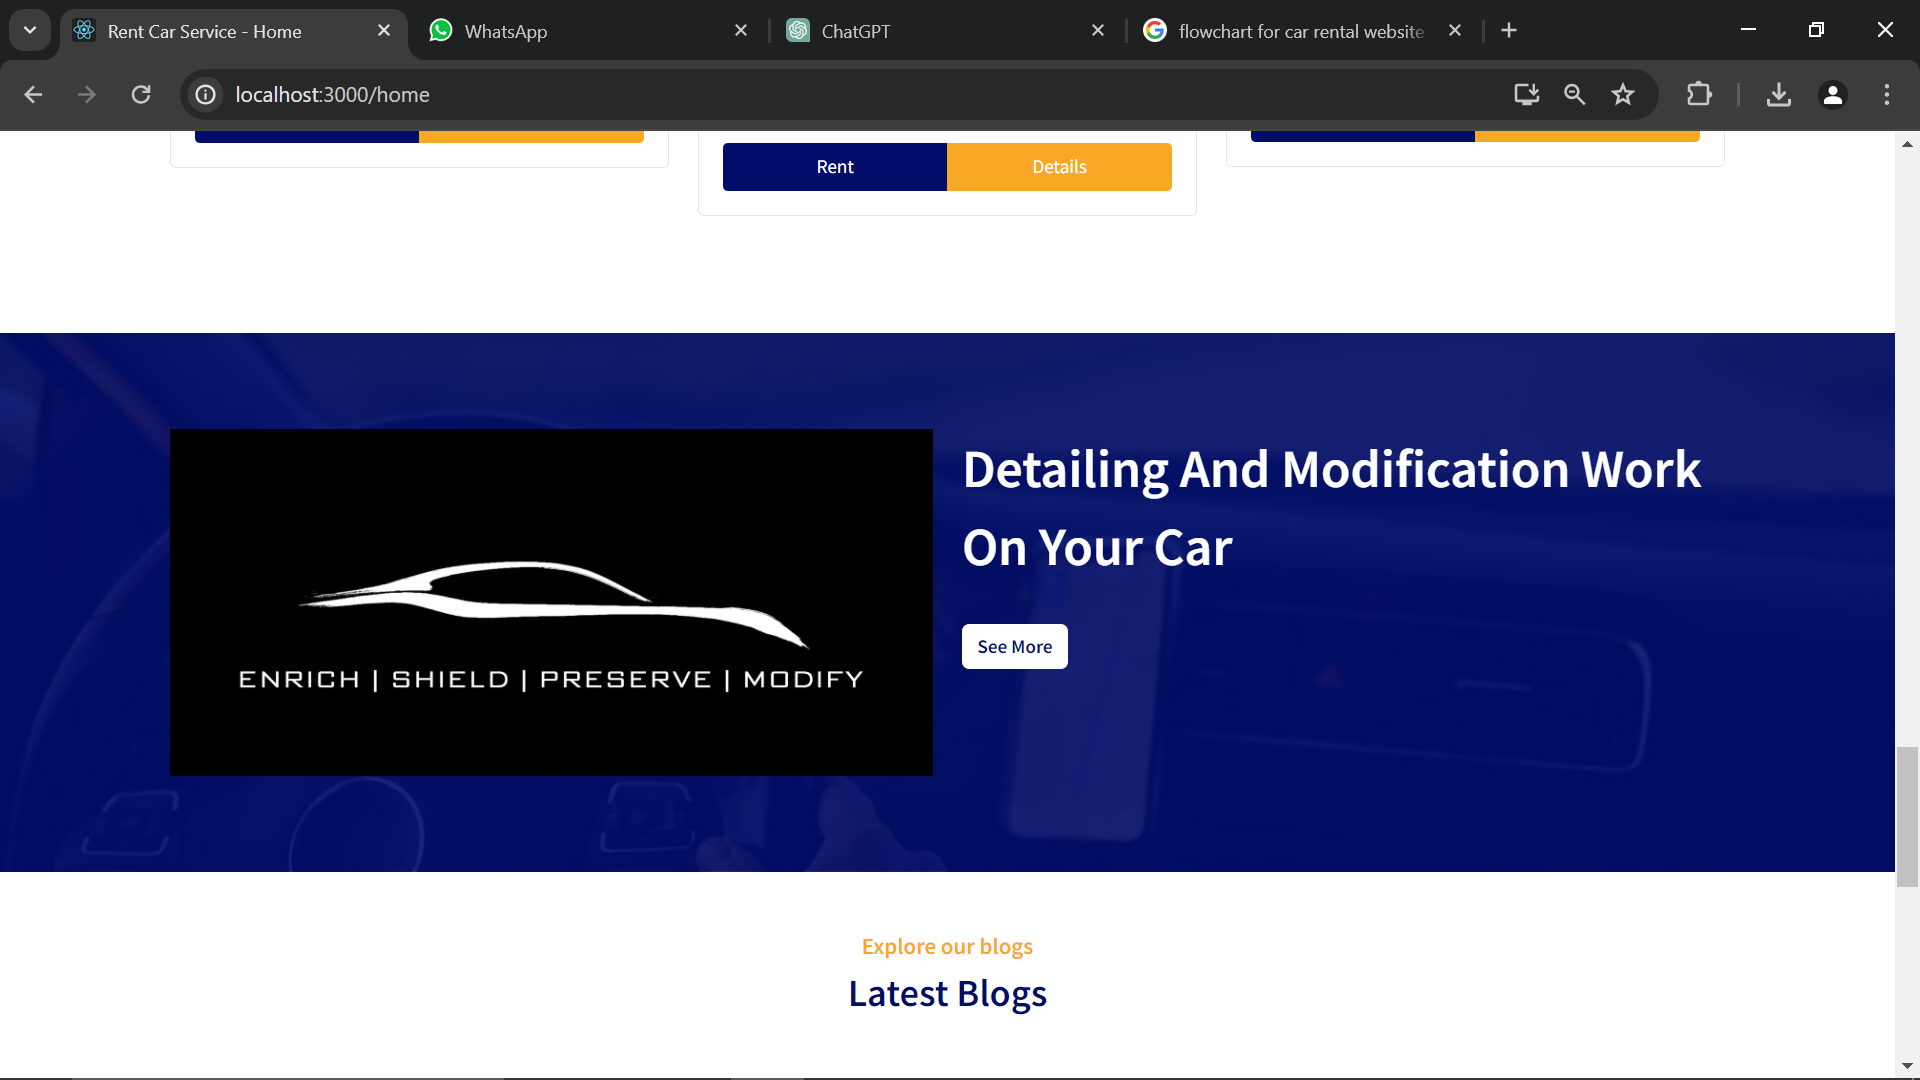 Rent Car Service - Home
WhatsApp
ChatGPT
flowchart for car rental website
localhost:3000/home
Rent
Details
ENRICH | SHIELD | PRESERVE | MODIFY
Detailing And Modification Work
On Your Car
See More
Explore our blogs
Latest Blogs